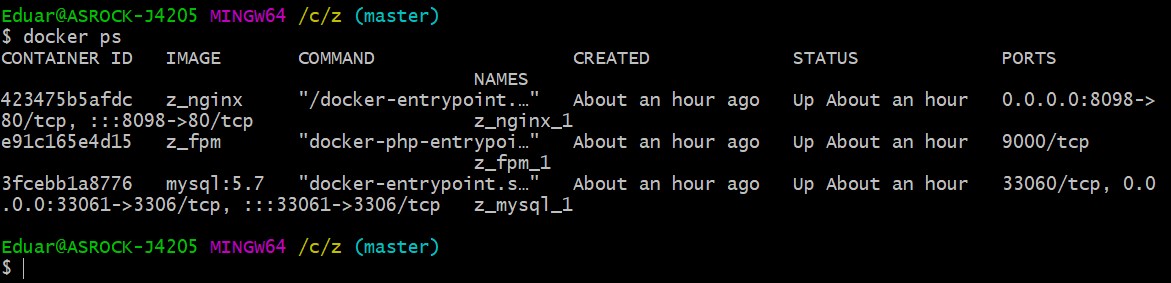 Eduar@ASROCK-J4205 MINGW64 /c/z (master)
$ docker ps
CONTAINER ID   IMAGE       COMMAND                  CREATED             STATUS             PORTS
                                           NAMES
423475b5afdc   z_nginx     "/docker-entrypoint.…"   About an hour ago   Up About an hour   0.0.0.0:8098->
80/tcp, :::8098->80/tcp                    z_nginx_1
e91c165e4d15   z_fpm       "docker-php-entrypoi…"   About an hour ago   Up About an hour   9000/tcp
                                           z_fpm_1
3fcebb1a8776   mysql:5.7   "docker-entrypoint.s…"   About an hour ago   Up About an hour   33060/tcp, 0.0
.0.0:33061->3306/tcp, :::33061->3306/tcp   z_mysql_1
Eduar@ASROCK-J4205 MINGW64 /c/z (master)
$